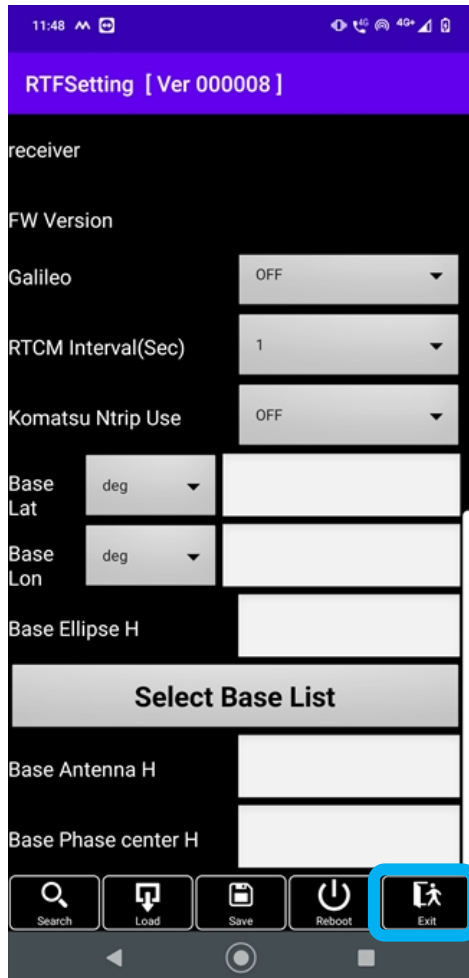 11:48
4G 4G+
RTFSetting [ Ver 000008 ]
receiver
FW Version
Galileo OFF
RTCM Interval(Sec) 1
Komatsu Ntrip Use OFF
Base Lat deg
Base Lon deg
Base Ellipse H
Select Base List
Base Antenna H
Base Phase center H
Search Load Save Reboot Exit